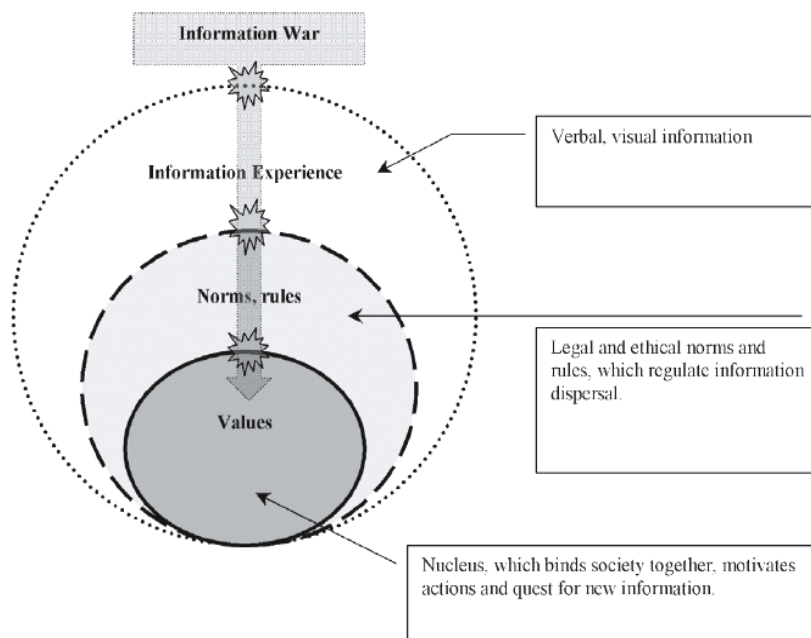 Information War
Verbal, visual information
Information Experience
Norms, rules
Legal and ethical norms and
rules, which regulate information
dispersal.
Values
Nucleus, which binds society together, motivates
actions and quest for new information.